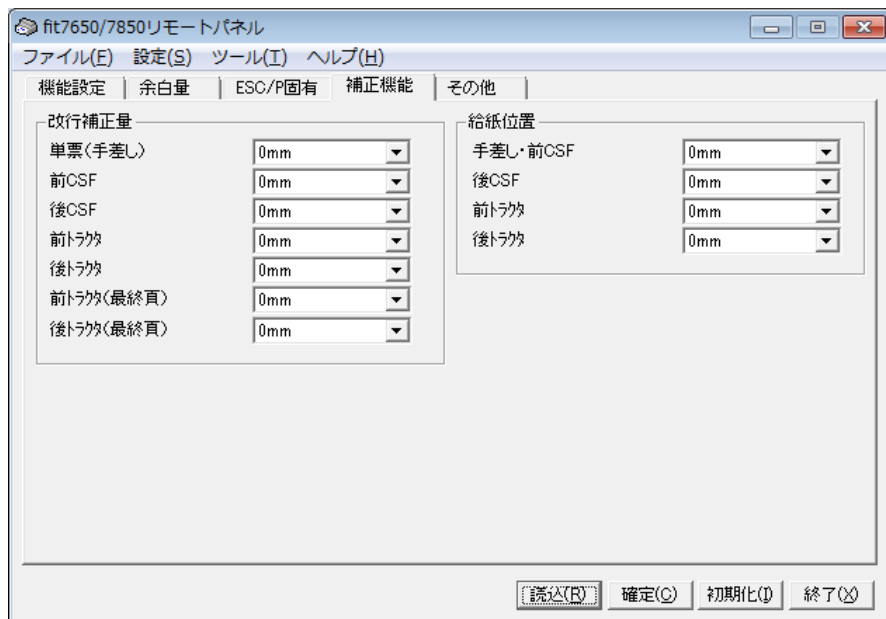 fit7650/7850リモートパネル
ファイル(F) 設定(S) ツール(T) ヘルプ(H)
機能設定 余白量 ESC/P固有 補正機能 その他
改行補正量
単票(手差し) 0mm
前CSF 0mm
後CSF 0mm
前ﾄﾗｸﾀ 0mm
後ﾄﾗｸﾀ 0mm
前ﾄﾗｸﾀ(最終頁) 0mm
後ﾄﾗｸﾀ(最終頁) 0mm
給紙位置
手差し・前CSF 0mm
後CSF 0mm
前ﾄﾗｸﾀ 0mm
後ﾄﾗｸﾀ 0mm
読込(R) 確定(C) 初期化(I) 終了(X)